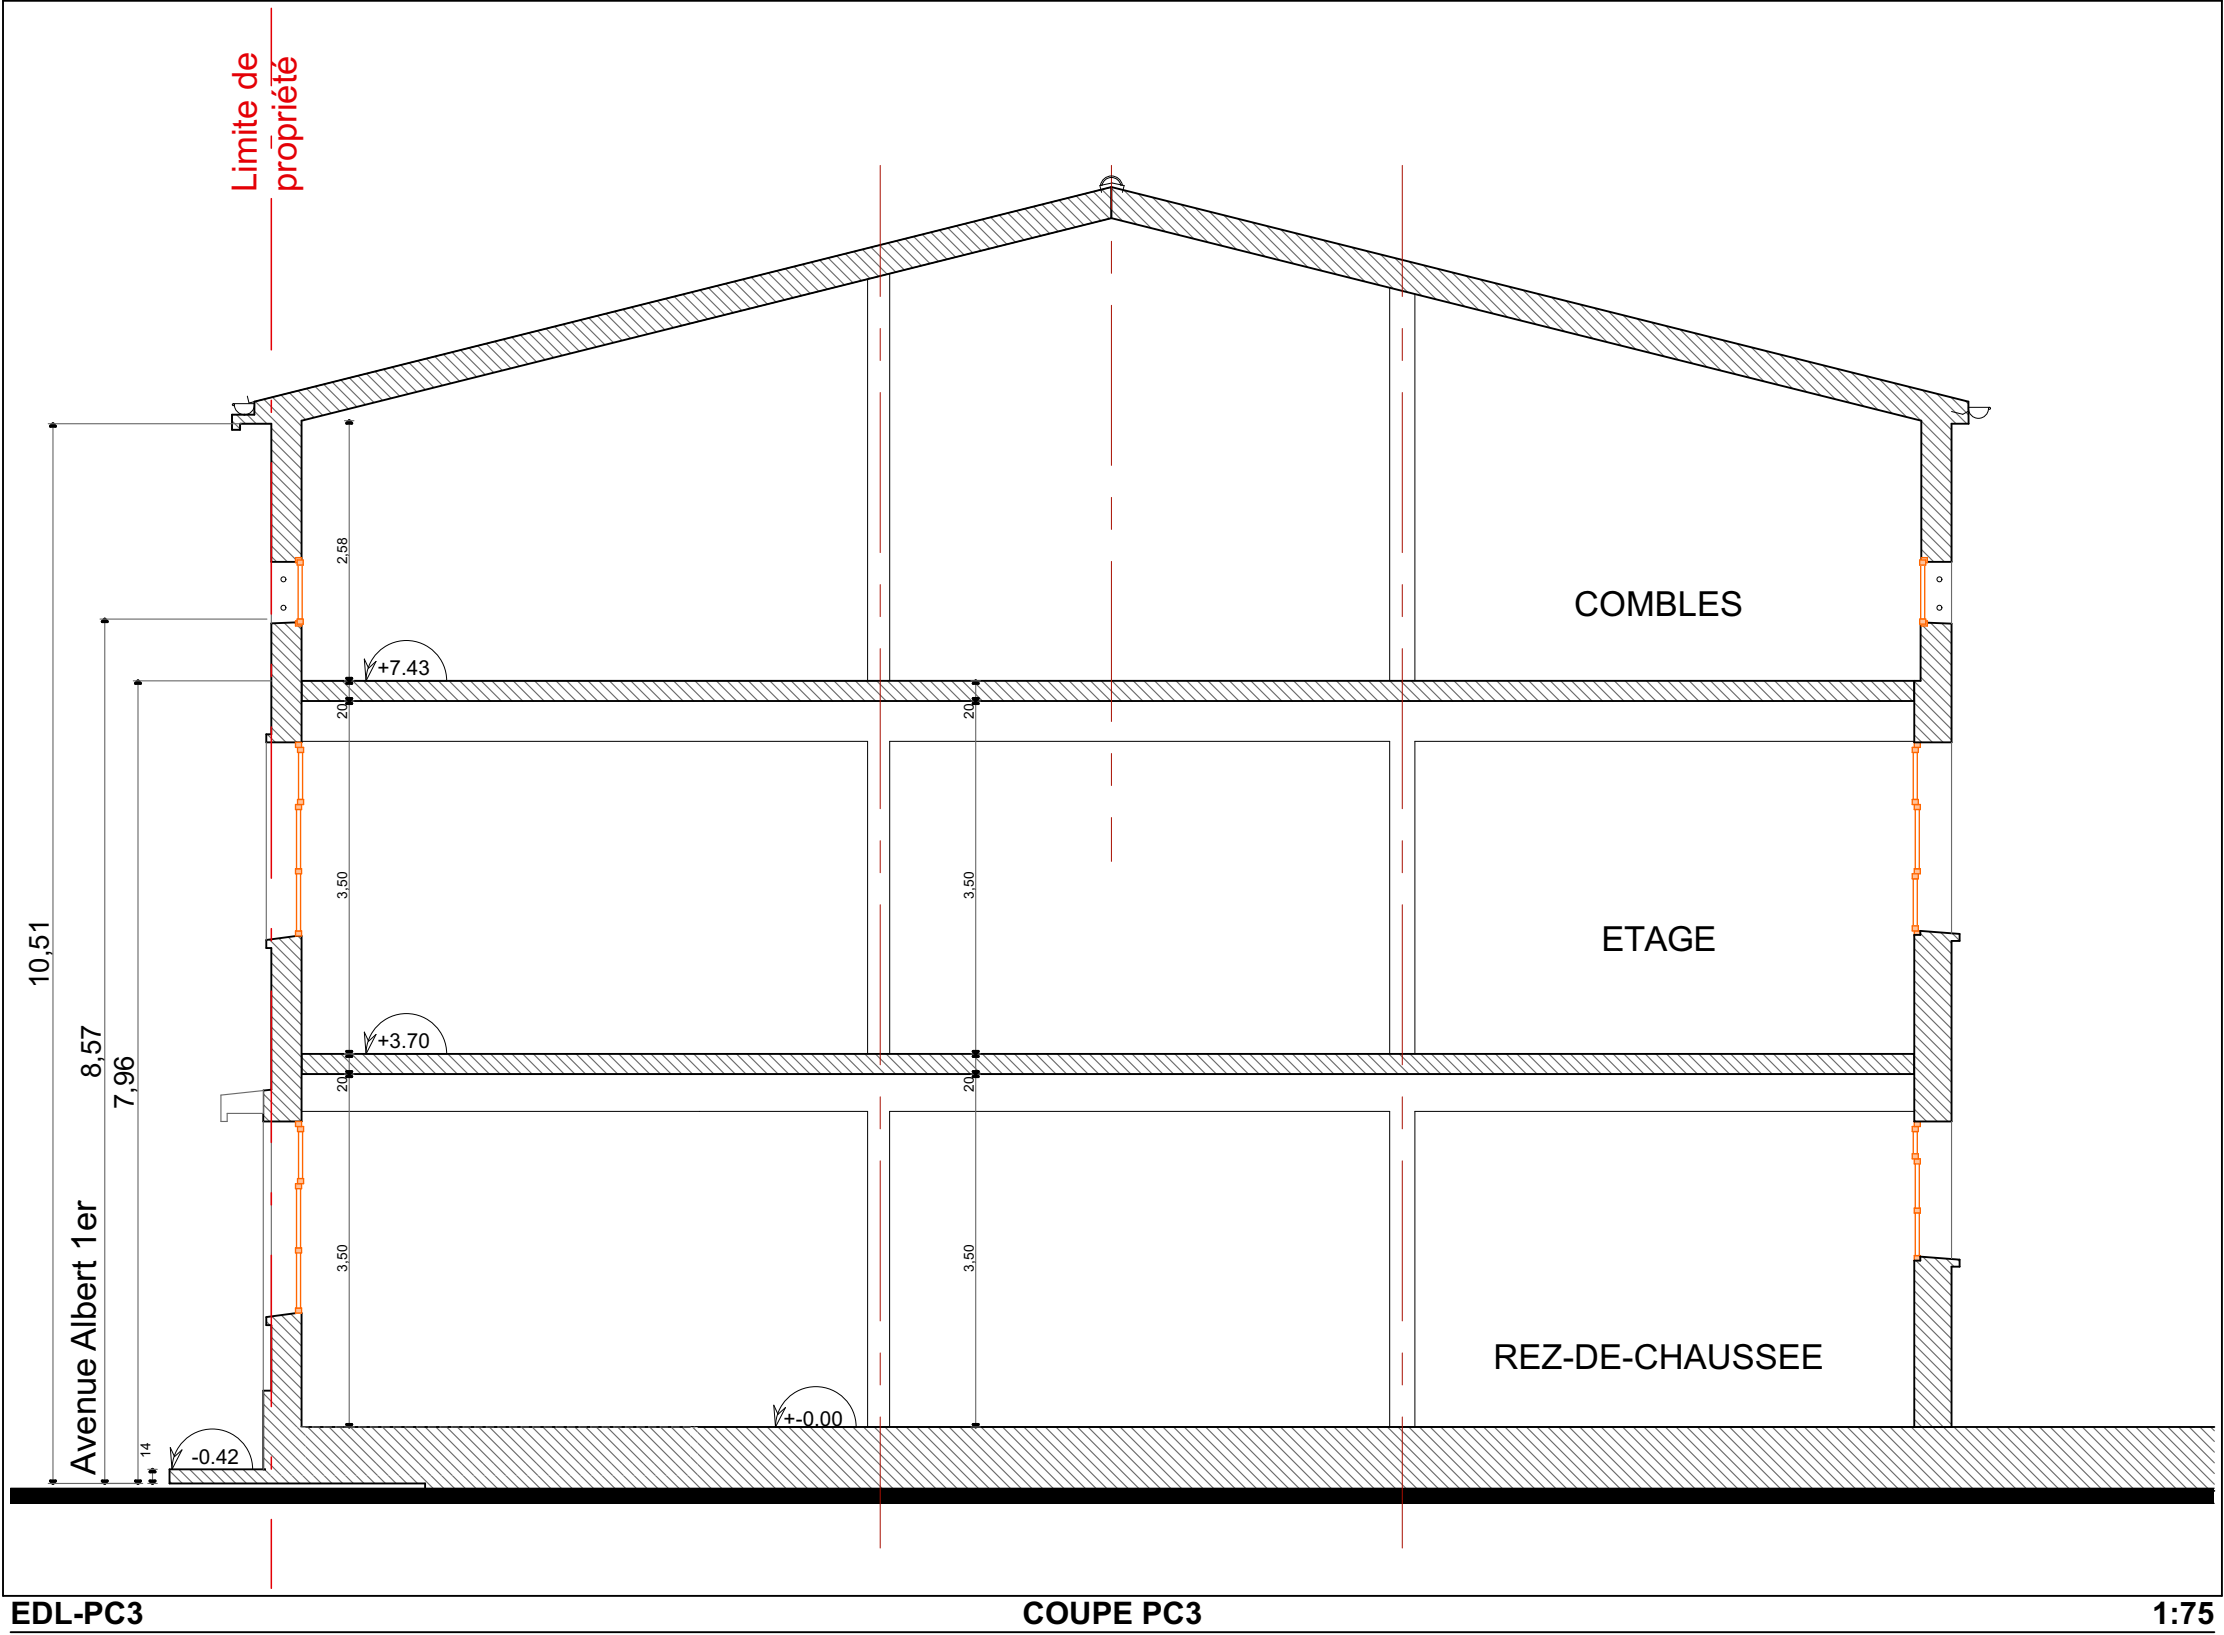 Limite de
propriété
2,58
COMBLES
+7.43
20
20
3,50
3,50
ETAGE
10,51
8,57
7,96
+3.70
20
20
3,50
3,50
Avenue Albert 1er
REZ-DE-CHAUSSEE
+-0.00
14
-0.42
EDL-PC3
COUPE PC3
1:75